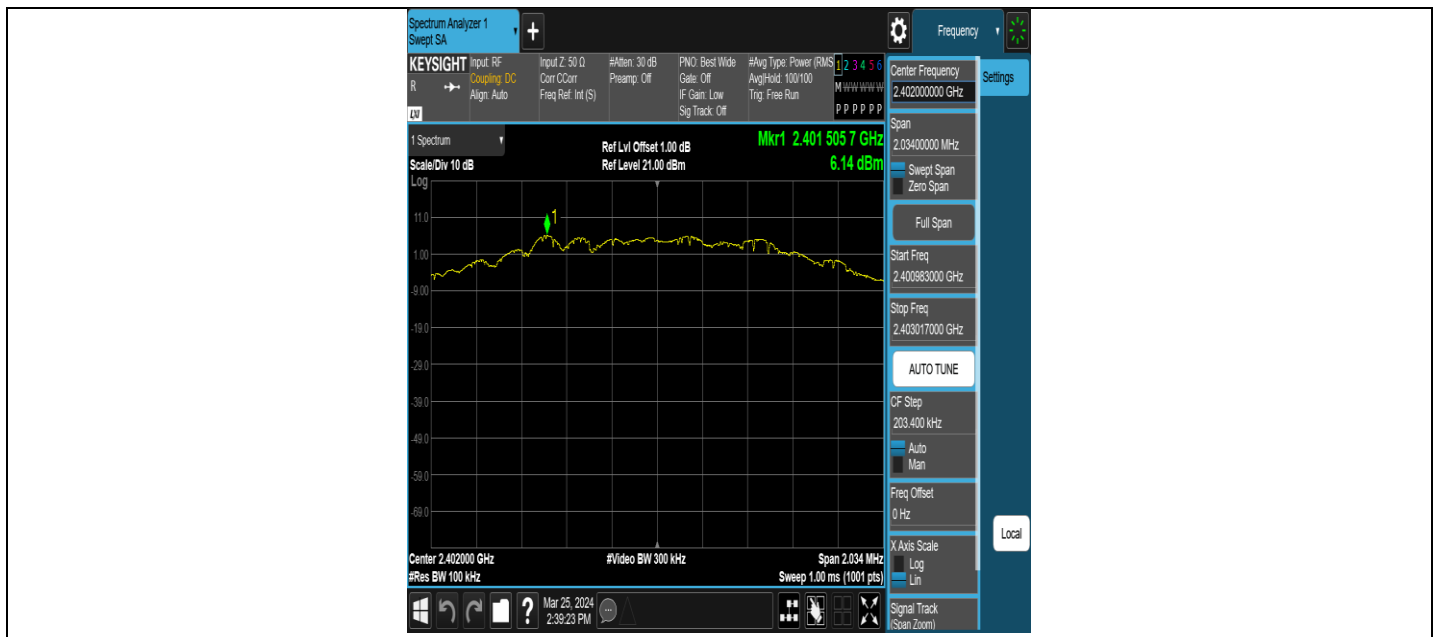 Spectrum Analyzer 1
Swept SA
+
Frequency
KEYSIGHT
R
LXI
Input: RF
Coupling: DC
Align: Auto
Input Z: 50 Ω
Corr CCorr
Freq Ref: Int (S)
#Atten: 30 dB
Preamp: Off
PNO: Best Wide
Gate: Off
IF Gain: Low
Sig Track: Off
#Avg Type: Power (RMS
Avg|Hold: 100/100
Trig: Free Run
1 2 3 4 5 6
M W W W W W
P P P P P P
1 Spectrum
Scale/Div 10 dB
Ref Lvl Offset 1.00 dB
Ref Level 21.00 dBm
Mkr1 2.401 505 7 GHz
6.14 dBm
Log
11.0
1.00
-9.00
-19.0
-29.0
-39.0
-49.0
-59.0
-69.0
1
Center 2.402000 GHz
#Res BW 100 kHz
#Video BW 300 kHz
Span 2.034 MHz
Sweep 1.00 ms (1001 pts)
Center Frequency
2.402000000 GHz
Settings
Span
2.03400000 MHz
Swept Span
Zero Span
Full Span
Start Freq
2.400983000 GHz
Stop Freq
2.403017000 GHz
AUTO TUNE
CF Step
203.400 kHz
Auto
Man
Freq Offset
0 Hz
X Axis Scale
Log
Lin
Local
Signal Track
(Span Zoom)
?
Mar 25, 2024
2:39:23 PM